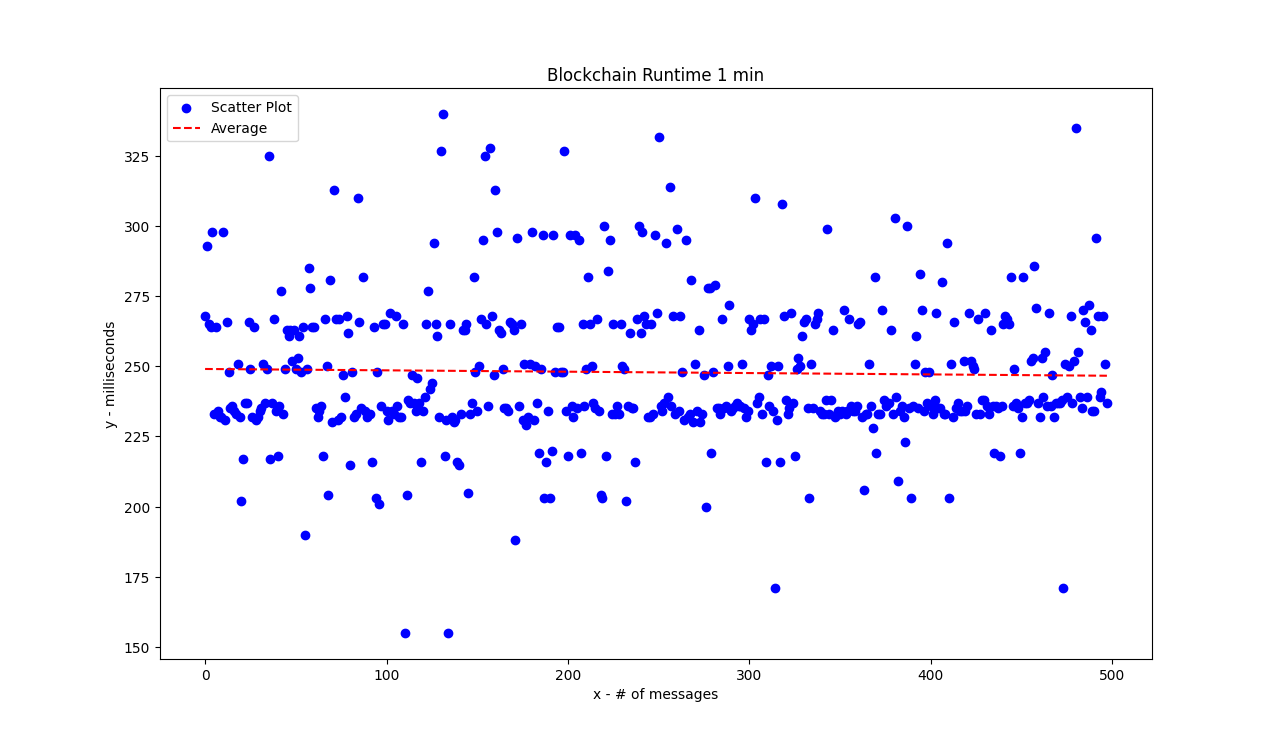 Blockchain Runtime 1 min
Scatter Plot
Average
325
300
275
250
225
200
175
150
y - milliseconds
0 100 200 300 400 500
x - # of messages